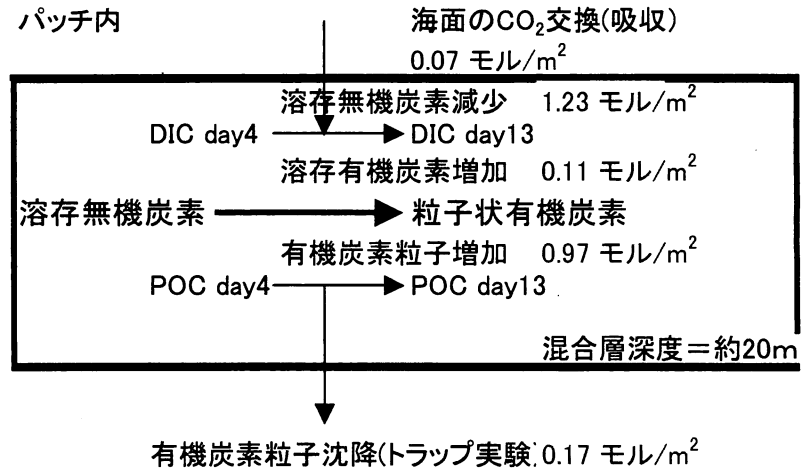 パッチ内
海面のCO₂交換(吸収)
0.07 モル/m²
溶存無機炭素減少 1.23 モル/m²
DIC day4 DIC day13
溶存有機炭素増加 0.11 モル/m²
溶存無機炭素 粒子状有機炭素
有機炭素粒子増加 0.97 モル/m²
POC day4 POC day13
混合層深度=約20m
有機炭素粒子沈降(トラップ実験) 0.17 モル/m²